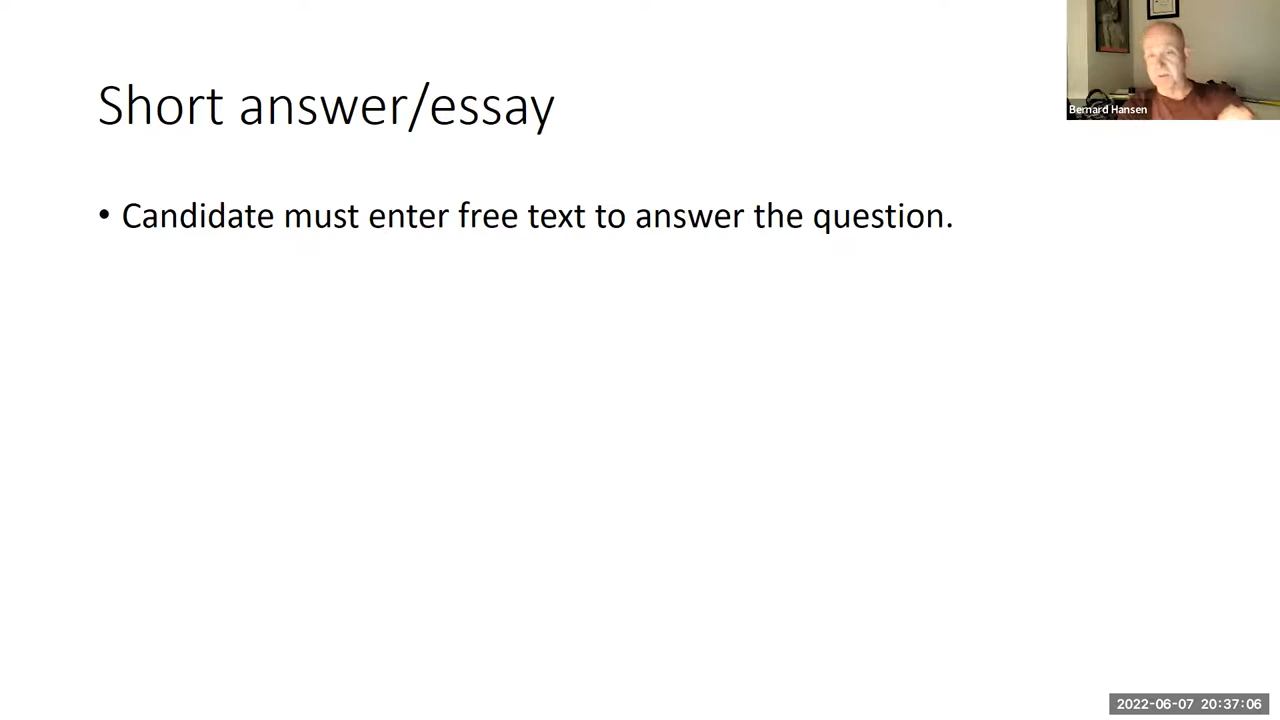 Short answer/essay
Bernard Hansen
• Candidate must enter free text to answer the question.
2022-06-07 20:37:06